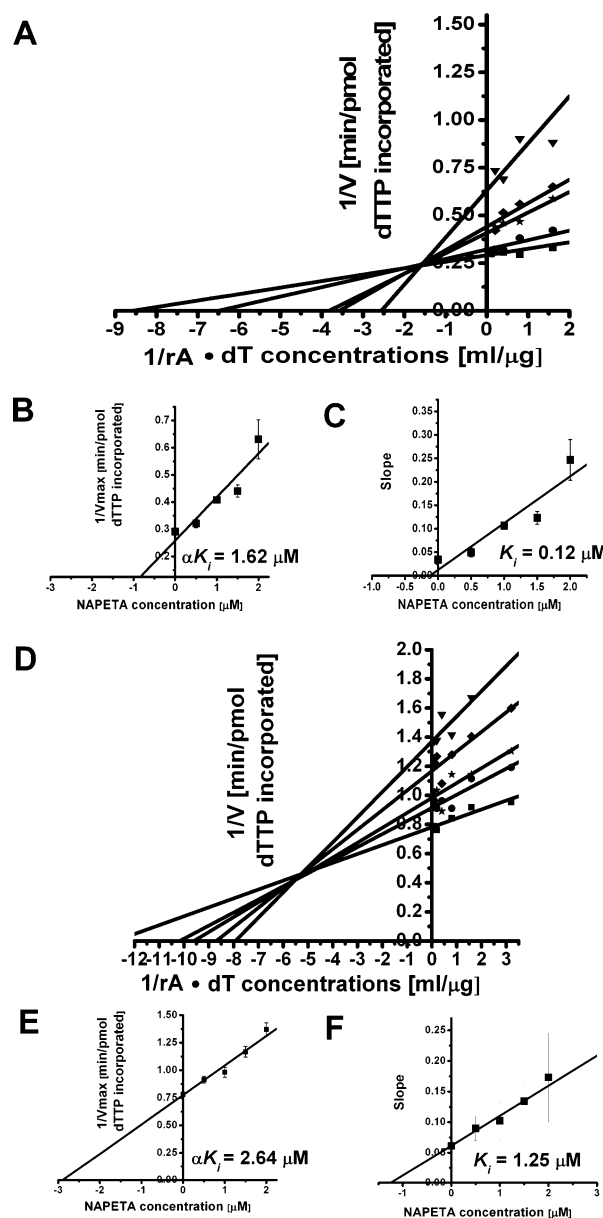 A
1/V [min/pmol
dTTP incorporated]
1.50
1.25
1.00
0.75
0.50
0.25
0.00
-9 -8 -7 -6 -5 -4 -3 -2 -1 0 1 2
1/rA • dT concentrations [ml/µg]
B
1/Vmax [min/pmol
dTTP incorporated]
0.7
0.6
0.5
0.4
0.3
0.2
αKi = 1.62 µM
-3 -2 -1 0 1 2
NAPETA concentration [µM]
C
Slope
0.35
0.30
0.25
0.20
0.15
0.10
0.05
0.00
Ki = 0.12 µM
-1.0 -0.5 0.0 0.5 1.0 1.5 2.0
NAPETA concentration [µM]
D
1/V [min/pmol
dTTP incorporated]
2.0
1.8
1.6
1.4
1.2
1.0
0.8
0.6
0.4
0.2
0.0
-12 -11 -10 -9 -8 -7 -6 -5 -4 -3 -2 -1 0 1 2 3
1/rA • dT concentrations [ml/µg]
E
1/Vmax [min/pmol
dTTP incorporated]
1.50
1.25
1.00
0.75
0.50
0.25
0.00
αKi = 2.64 µM
-3 -2 -1 0 1 2
NAPETA concentration [µM]
F
Slope
0.25
0.20
0.15
0.10
0.05
0.00
Ki = 1.25 µM
-1 0 1 2 3
NAPETA concentration [µM]